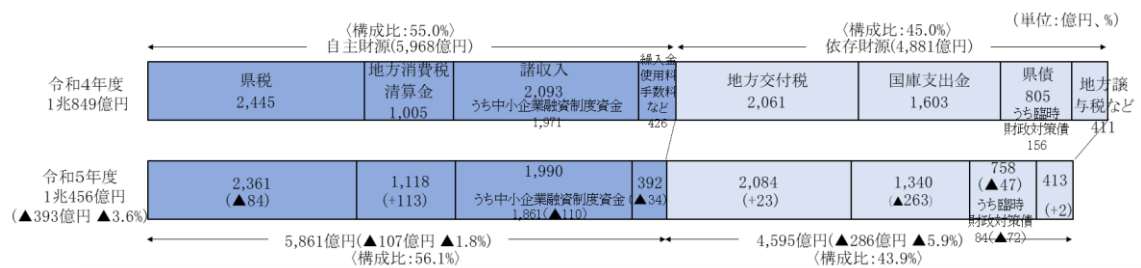 (単位:億円、%)
〈構成比:55.0%〉
自主財源(5,968億円)
〈構成比:45.0%〉
依存財源(4,881億円)
令和4年度
1兆849億円
県税
2,445
地方消費税
清算金
1,005
諸収入
2,093
うち中小企業融資制度資金
1,971
繰入金
使用料
手数料
など
426
地方交付税
2,061
国庫支出金
1,603
県債
805
うち臨時
財政対策債
156
地方譲
与税など
411
令和5年度
1兆456億円
(▲393億円 ▲3.6%)
2,361
(▲84)
1,118
(+113)
1,990
うち中小企業融資制度資金
1,861(▲110)
392
(▲34)
2,084
(+23)
1,340
(▲263)
758
(▲47)
うち臨時
財政対策債
84(▲72)
413
(+2)
5,861億円(▲107億円 ▲1.8%)
〈構成比:56.1%〉
4,595億円(▲286億円 ▲5.9%)
〈構成比:43.9%〉